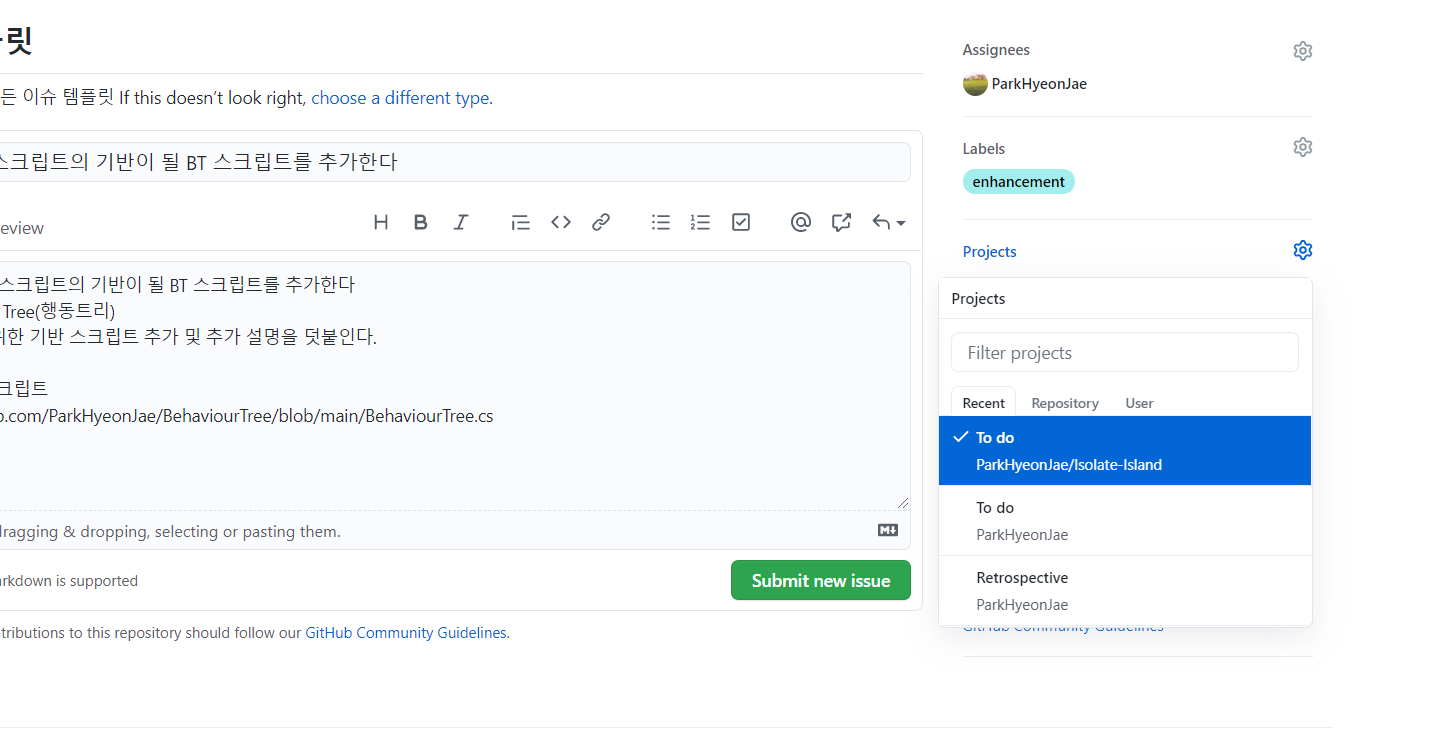 릿
든 이슈 템플릿 If this doesn’t look right, choose a different type.
스크립트의 기반이 될 BT 스크립트를 추가한다
eview
스크립트의 기반이 될 BT 스크립트를 추가한다
Tree(행동트리)
위한 기반 스크립트 추가 및 추가 설명을 덧붙인다.
크립트
.com/ParkHyeonJae/BehaviourTree/blob/main/BehaviourTree.cs
dragging & dropping, selecting or pasting them.
arkdown is supported
Submit new issue
tributions to this repository should follow our GitHub Community Guidelines.
Assignees
ParkHyeonJae
Labels
enhancement
Projects
Projects
Filter projects
Recent Repository User
To do
ParkHyeonJae/Isolate-Island
To do
ParkHyeonJae
Retrospective
ParkHyeonJae
GitHub Community Guidelines